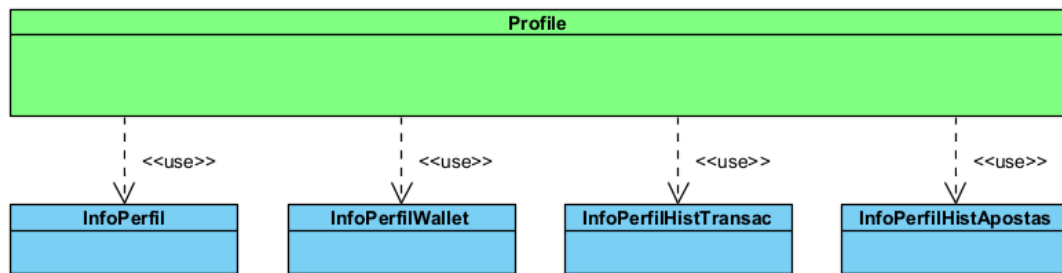 Profile
<<use>> <<use>> <<use>> <<use>>
InfoPerfil InfoPerfilWallet InfoPerfilHistTransac InfoPerfilHistApostas